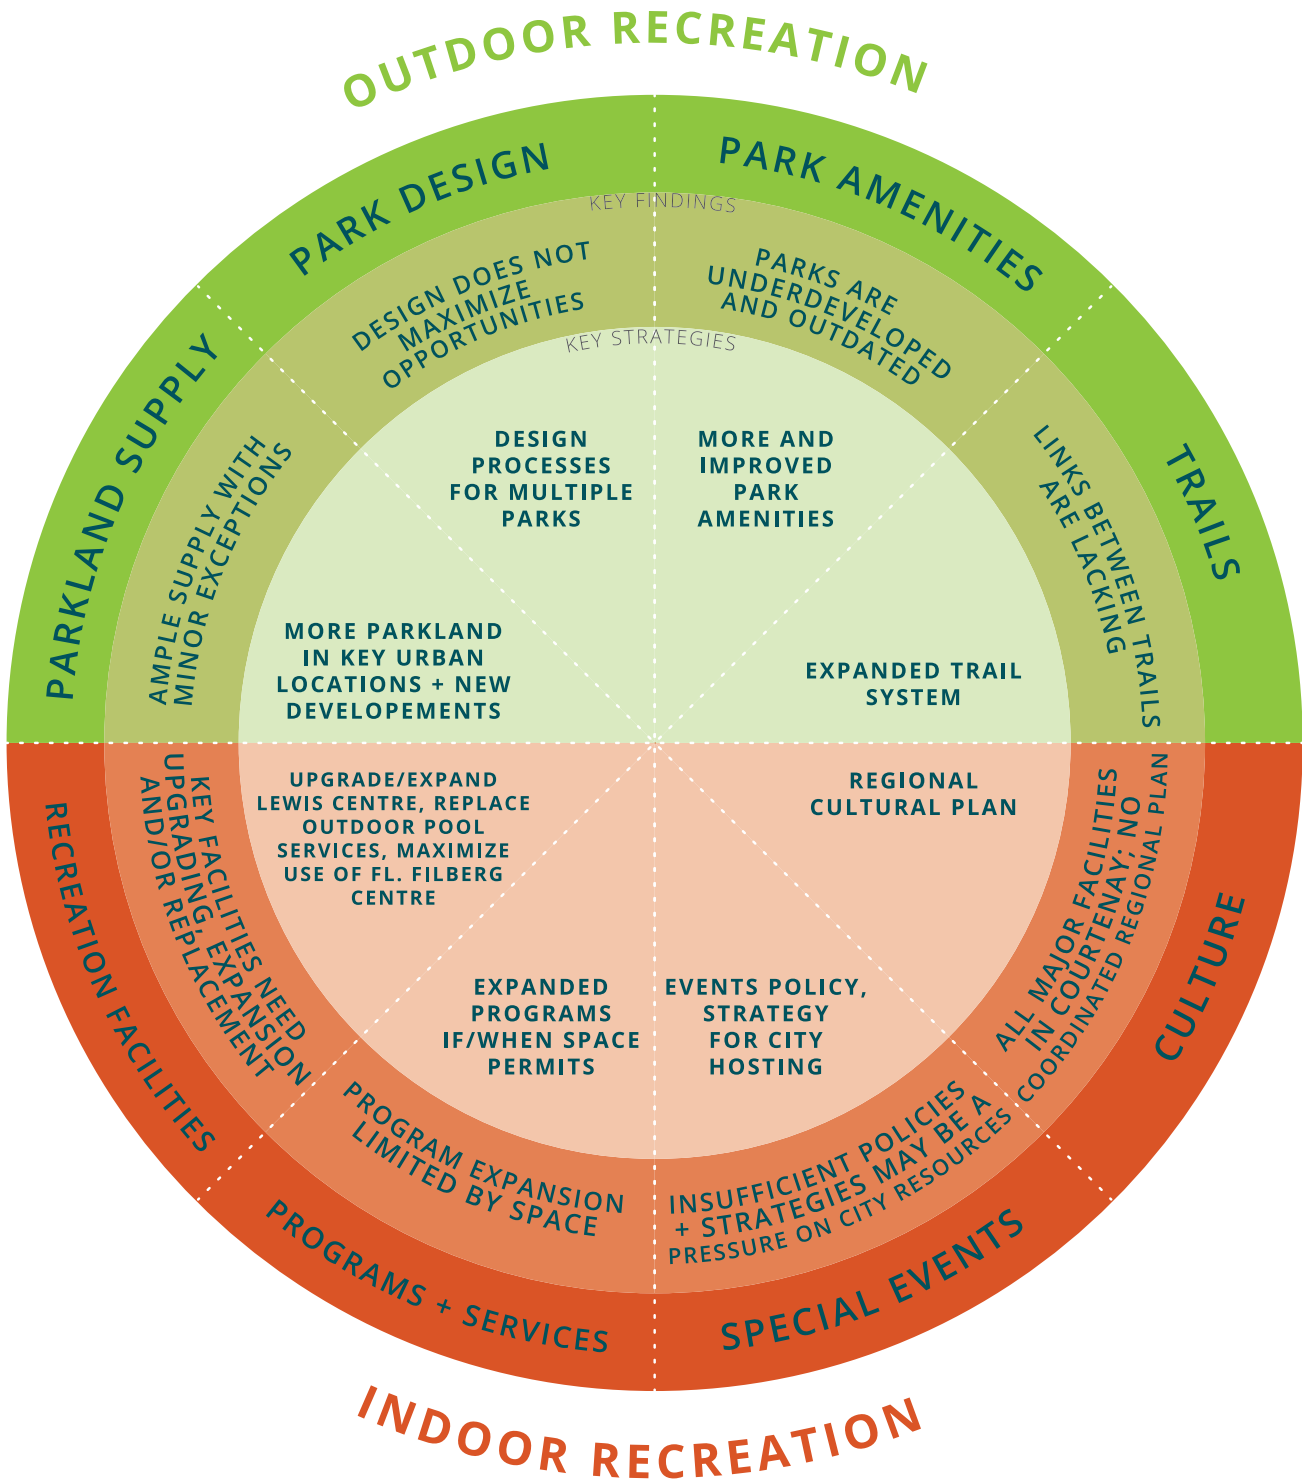 OUTDOOR RECREATION
PARK DESIGN
PARK AMENITIES
KEY FINDINGS
DESIGN DOES NOT
MAXIMIZE
OPPORTUNITIES
PARKS ARE
UNDERDEVELOPED
AND OUTDATED
KEY STRATEGIES
PARKLAND SUPPLY
TRAILS
AMPLE SUPPLY WITH
MINOR EXCEPTIONS
LINKS BETWEEN TRAILS
ARE LACKING
DESIGN
PROCESSES
FOR MULTIPLE
PARKS
MORE AND
IMPROVED
PARK
AMENITIES
MORE PARKLAND
IN KEY URBAN
LOCATIONS + NEW
DEVELOPEMENTS
EXPANDED TRAIL
SYSTEM
UPGRADE/EXPAND
LEWIS CENTRE, REPLACE
OUTDOOR POOL
SERVICES, MAXIMIZE
USE OF FL. FILBERG
CENTRE
REGIONAL
CULTURAL PLAN
KEY FACILITIES NEED
UPGRADING, EXPANSION
AND/OR REPLACEMENT
ALL MAJOR FACILITIES
IN COURTENAY; NO
COORDINATED REGIONAL PLAN
RECREATION FACILITIES
CULTURE
EXPANDED
PROGRAMS
IF/WHEN SPACE
PERMITS
EVENTS POLICY,
STRATEGY
FOR CITY
HOSTING
PROGRAM EXPANSION
LIMITED BY SPACE
INSUFFICIENT POLICIES
+ STRATEGIES MAY BE A
PRESSURE ON CITY RESOURCES
PROGRAMS + SERVICES
SPECIAL EVENTS
INDOOR RECREATION